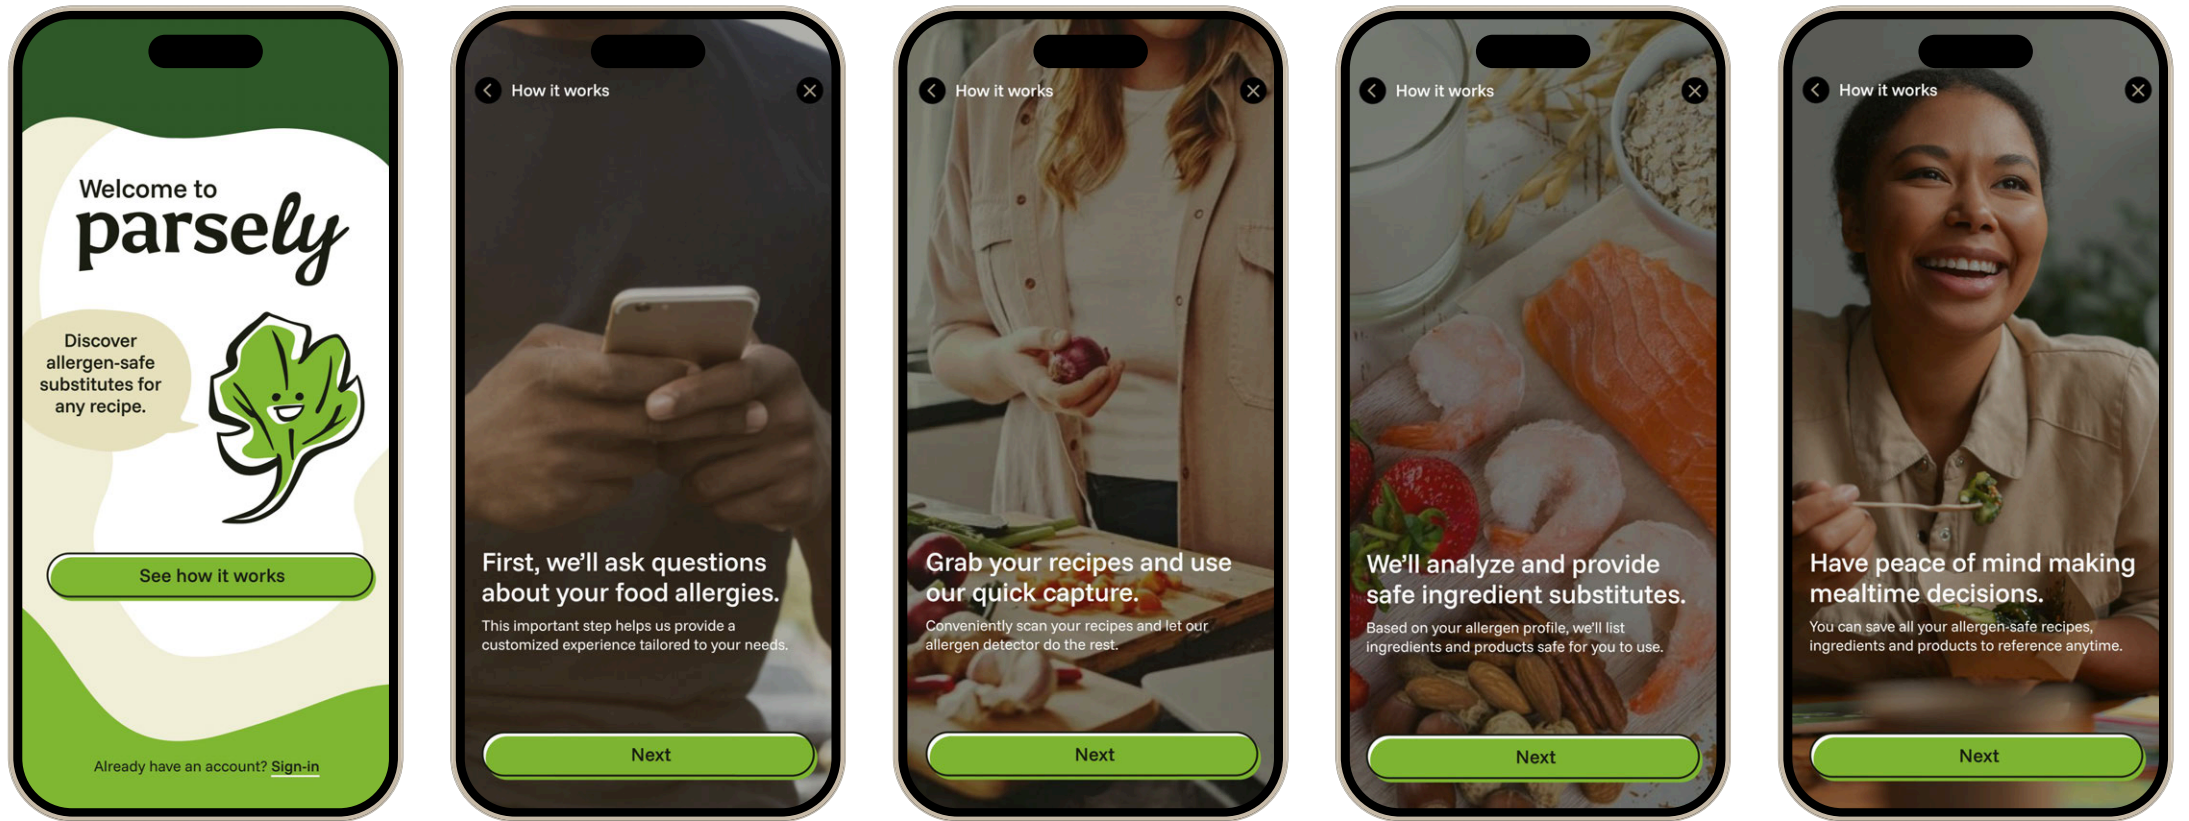 Welcome to
parsely
Discover
allergen-safe
substitutes for
any recipe.
See how it works
Already have an account? Sign-in
How it works
First, we'll ask questions
about your food allergies.
This important step helps us provide a
customized experience tailored to your needs.
Next
How it works
Grab your recipes and use
our quick capture.
Conveniently scan your recipes and let our
allergen detector do the rest.
Next
How it works
We'll analyze and provide
safe ingredient substitutes.
Based on your allergen profile, we'll list
ingredients and products safe for you to use.
Next
How it works
Have peace of mind making
mealtime decisions.
You can save all your allergen-safe recipes,
ingredients and products to reference anytime.
Next